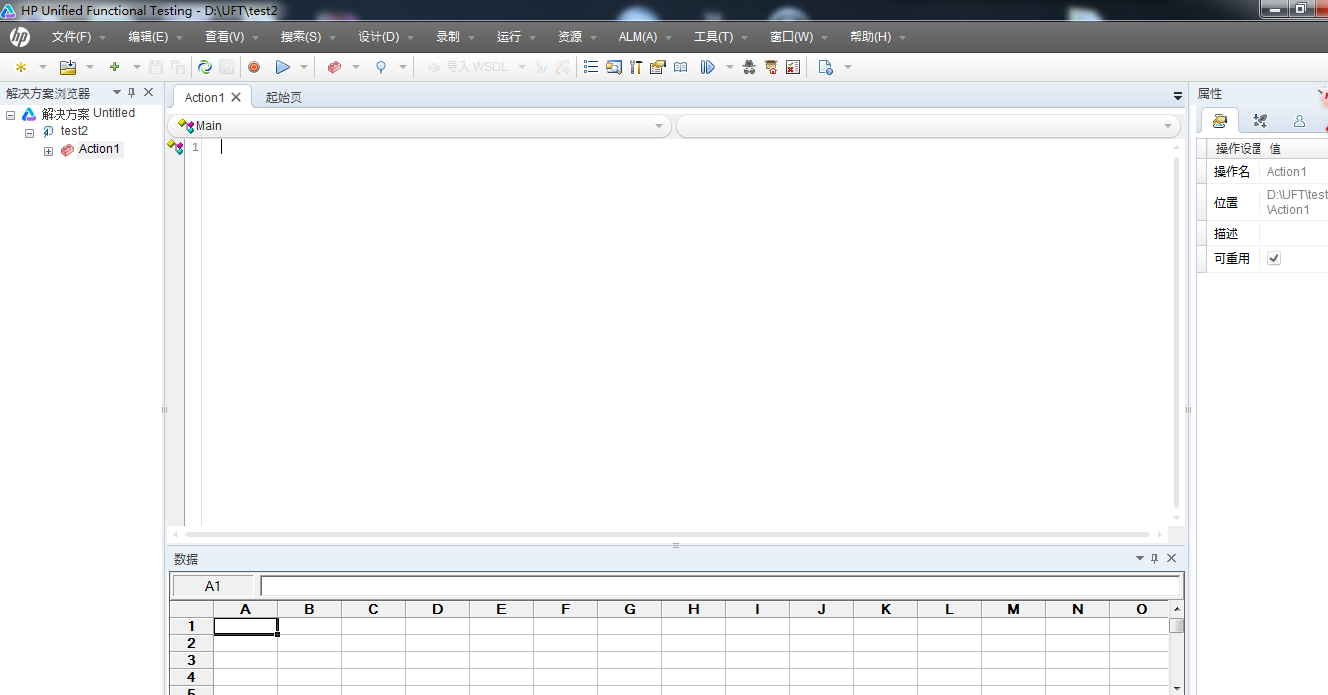 HP Unified Functional Testing - D:\UFT\test2
hp 文件(F) 编辑(E) 查看(V) 搜索(S) 设计(D) 录制 运行 资源 ALM(A) 工具(T) 窗口(W) 帮助(H)
导入 WSDL
解决方案浏览器
解决方案 Untitled
test2
Action1
Action1 起始页
Main
1
属性
操作设置 值
操作名 Action1
位置 D:\UFT\test
\Action1
描述
可重用
数据
A1
A B C D E F G H I J K L M N O
1
2
3
4
5